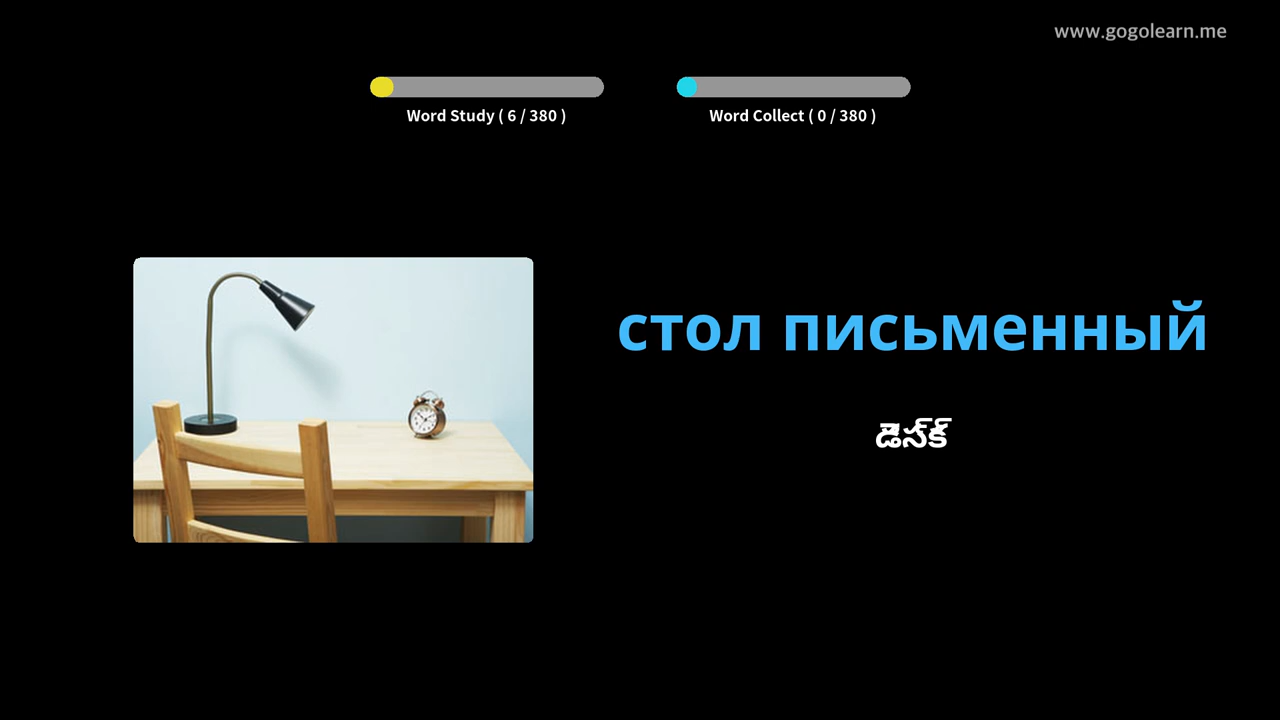 www.gogolearn.me
Word Study ( 6 / 380 )
Word Collect ( 0 / 380 )
стол письменный
డెస్క్